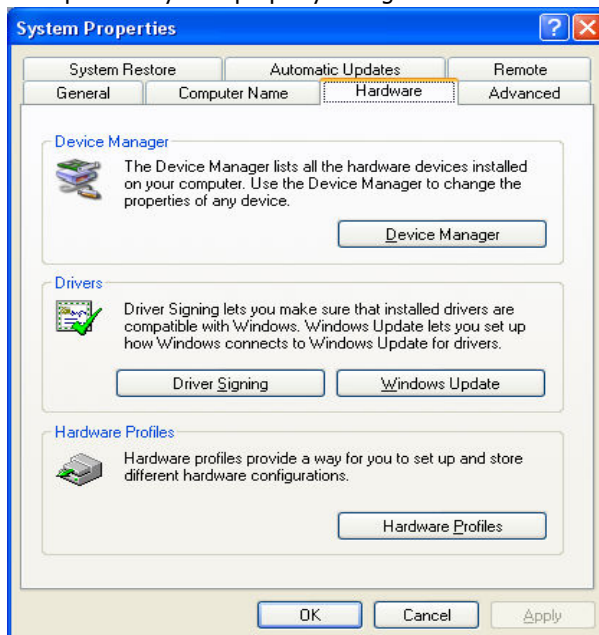 System Properties
System Restore Automatic Updates Remote
General Computer Name Hardware Advanced
Device Manager
The Device Manager lists all the hardware devices installed
on your computer. Use the Device Manager to change the
properties of any device.
Device Manager
Drivers
Driver Signing lets you make sure that installed drivers are
compatible with Windows. Windows Update lets you set up
how Windows connects to Windows Update for drivers.
Driver Signing Windows Update
Hardware Profiles
Hardware profiles provide a way for you to set up and store
different hardware configurations.
Hardware Profiles
OK Cancel Apply